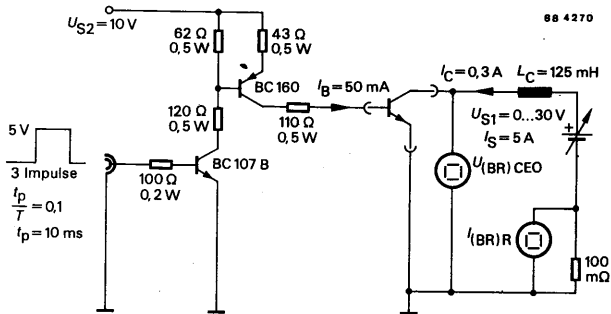 68 4270
U_S2 = 10 V
62 Ω
0,5 W
43 Ω
0,5 W
BC 160
I_B = 50 mA
I_C = 0,3 A
L_C = 125 mH
110 Ω
0,5 W
U_S1 = 0...30 V
I_S = 5 A
+
120 Ω
0,5 W
5 V
3 Impulse
t_p/T = 0,1
t_p = 10 ms
100 Ω
0,2 W
BC 107 B
U_(BR) CEO
I_(BR) R
100
mΩ